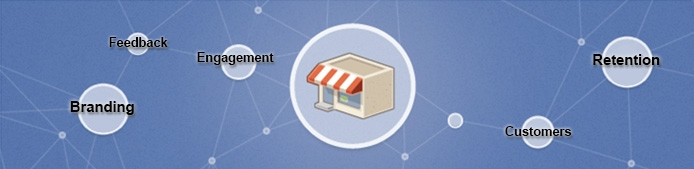 Feedback
Engagement
Branding
Retention
Customers